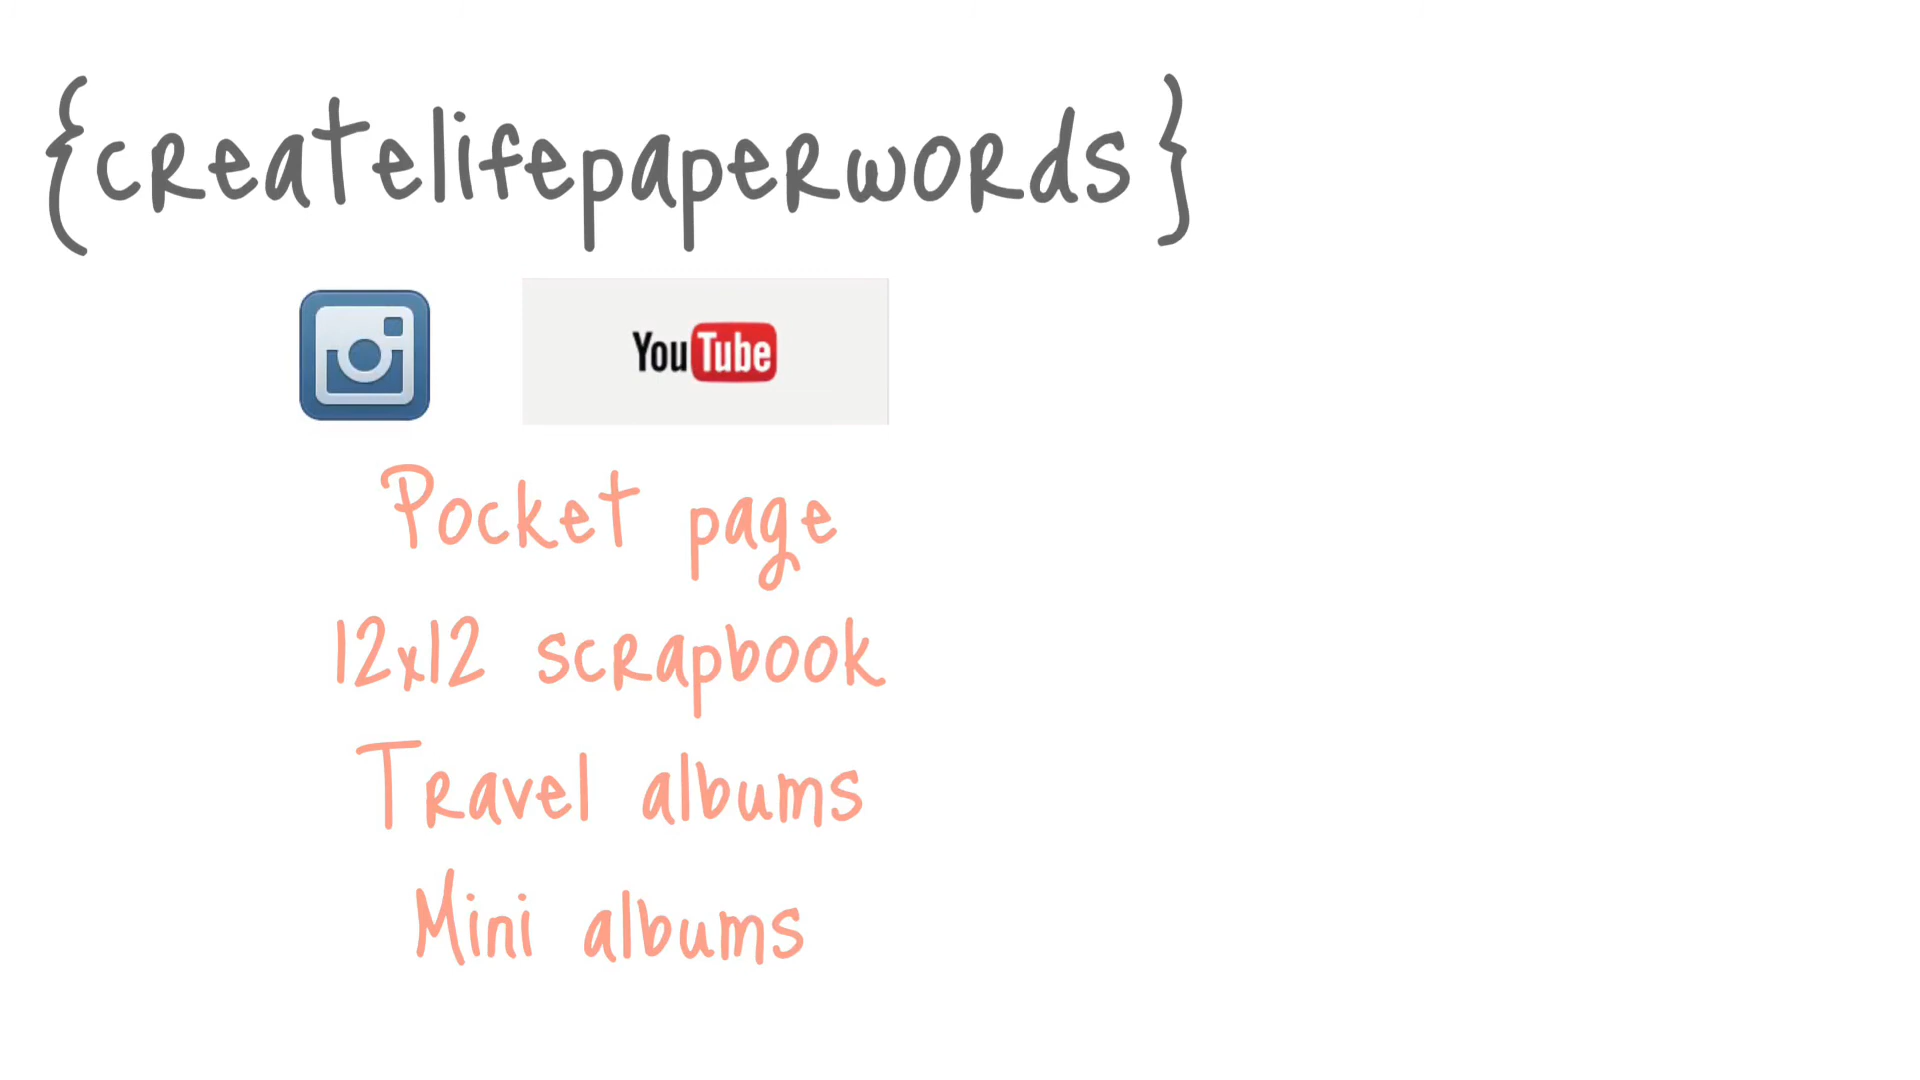 {createlifepaperwords}
YouTube
Pocket page
12x12 scrapbook
Travel albums
Mini albums